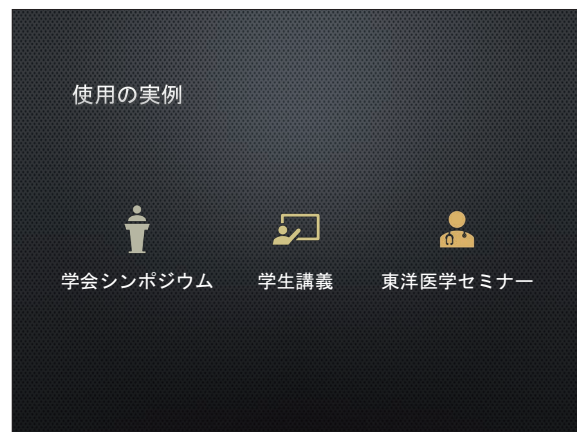 使用の実例
学会シンポジウム
学生講義
東洋医学セミナー